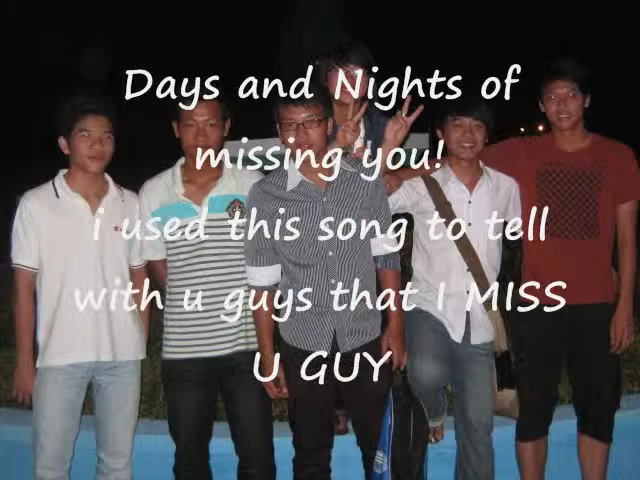 Days and Nights of
missing you!
i used this song to tell
with u guys that I MISS
U GUY